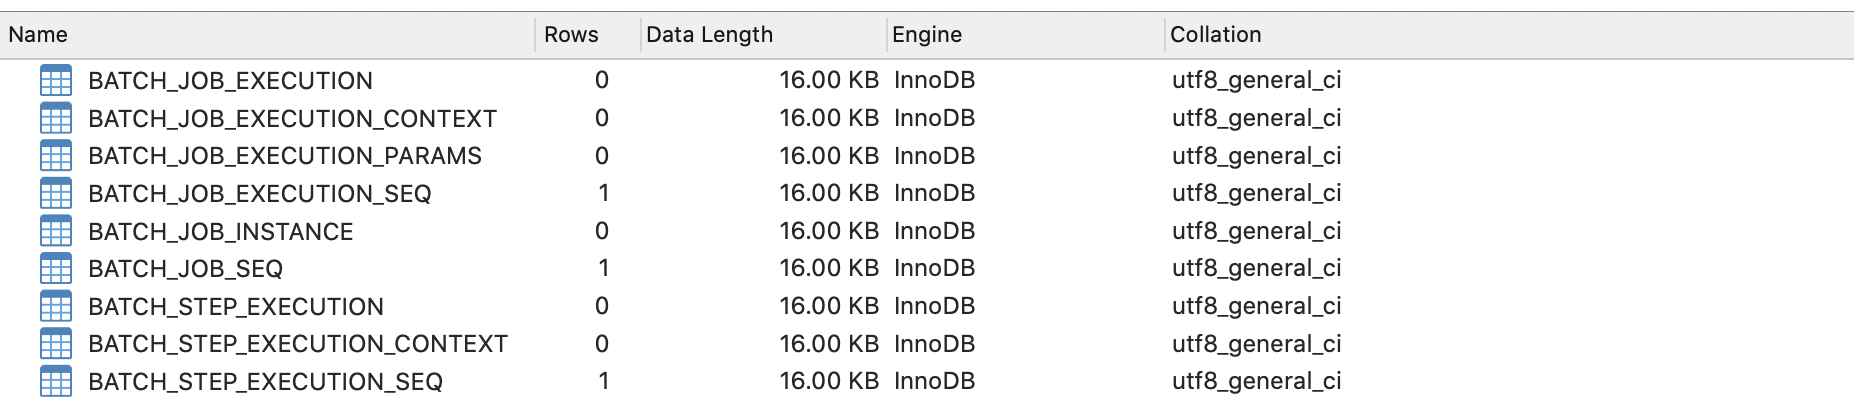 Name Rows Data Length Engine Collation
BATCH_JOB_EXECUTION 0 16.00 KB InnoDB utf8_general_ci
BATCH_JOB_EXECUTION_CONTEXT 0 16.00 KB InnoDB utf8_general_ci
BATCH_JOB_EXECUTION_PARAMS 0 16.00 KB InnoDB utf8_general_ci
BATCH_JOB_EXECUTION_SEQ 1 16.00 KB InnoDB utf8_general_ci
BATCH_JOB_INSTANCE 0 16.00 KB InnoDB utf8_general_ci
BATCH_JOB_SEQ 1 16.00 KB InnoDB utf8_general_ci
BATCH_STEP_EXECUTION 0 16.00 KB InnoDB utf8_general_ci
BATCH_STEP_EXECUTION_CONTEXT 0 16.00 KB InnoDB utf8_general_ci
BATCH_STEP_EXECUTION_SEQ 1 16.00 KB InnoDB utf8_general_ci